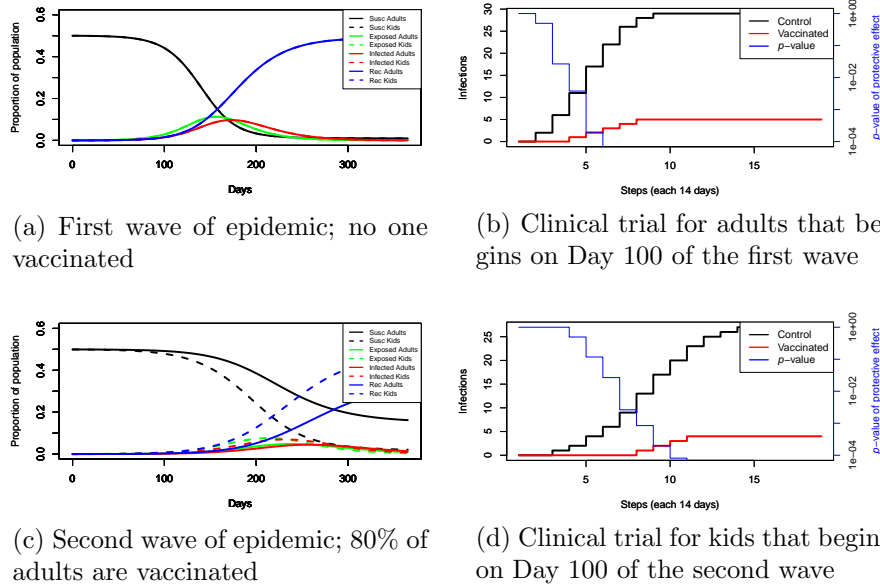 Proportion of population
0.0
0.2
0.4
0.6
0
100
200
300
Days
Susc Adults
Susc Kids
Exposed Adults
Exposed Kids
Infected Adults
Infected Kids
Rec Adults
Rec Kids
(a) First wave of epidemic; no one
vaccinated
Infections
0
5
10
15
20
25
30
5
10
15
Steps (each 14 days)
1e-04
1e-02
1e+00
p-value of protective effect
Control
Vaccinated
p-value
(b) Clinical trial for adults that be-
gins on Day 100 of the first wave
Proportion of population
0.0
0.2
0.4
0.6
0
100
200
300
Days
Susc Adults
Susc Kids
Exposed Adults
Exposed Kids
Infected Adults
Infected Kids
Rec Adults
Rec Kids
(c) Second wave of epidemic; 80% of
adults are vaccinated
Infections
0
5
10
15
20
25
5
10
15
Steps (each 14 days)
1e-04
1e-02
1e+00
p-value of protective effect
Control
Vaccinated
p-value
(d) Clinical trial for kids that begin
on Day 100 of the second wave